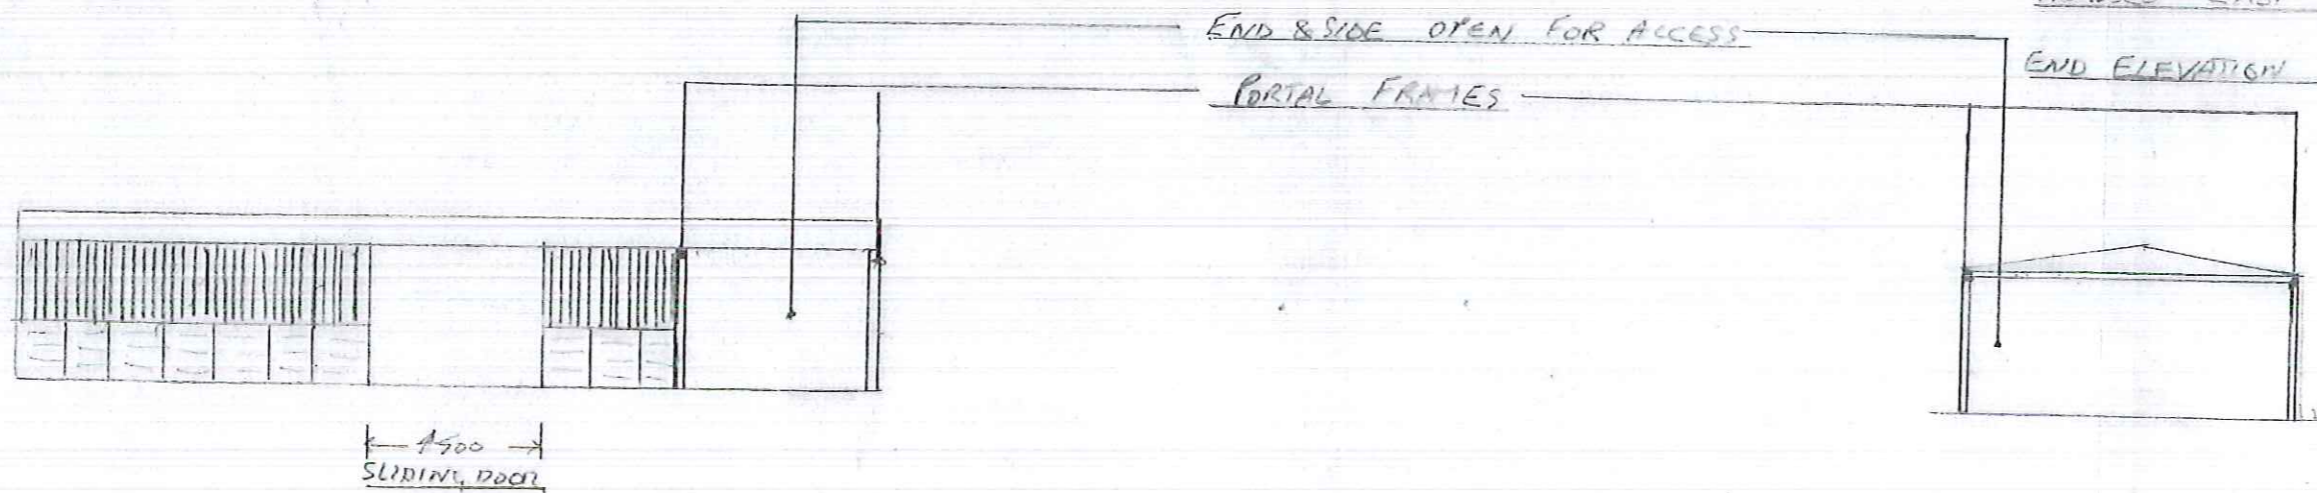 END & SIDE OPEN FOR ACCESS
END ELEVATION
PORTAL FRAMES
4500
SLIDING DOOR